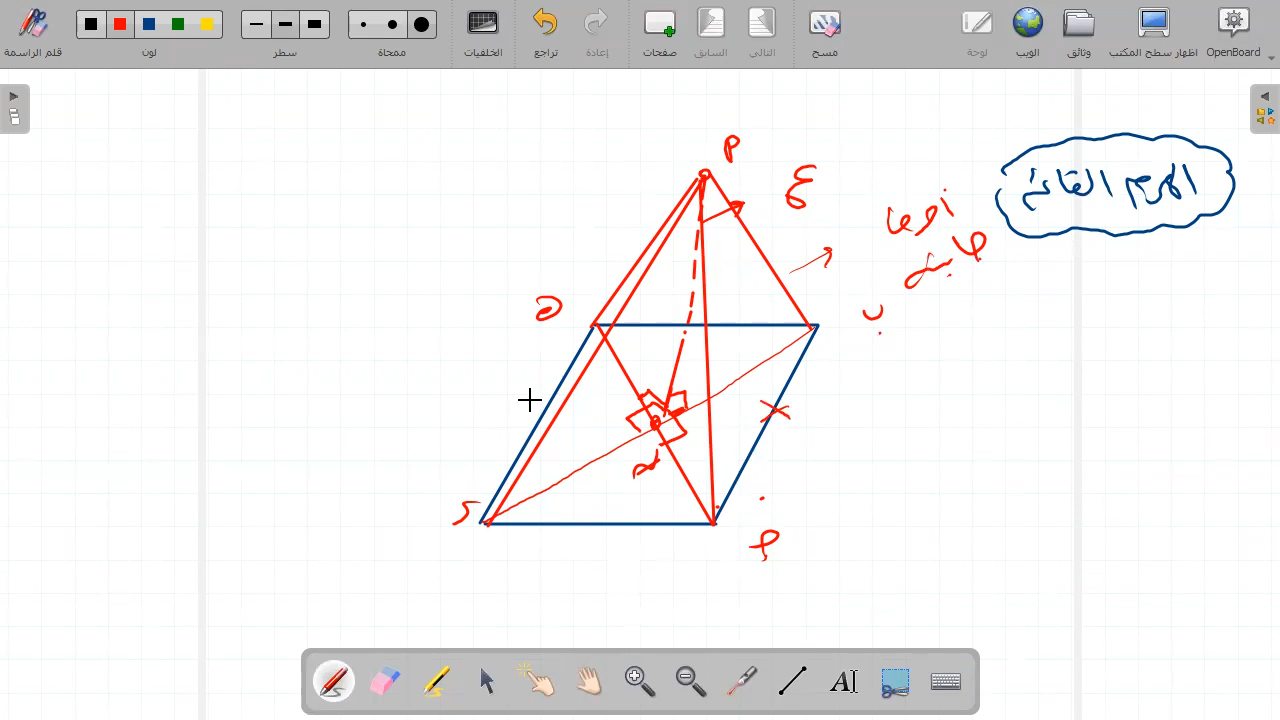 OpenBoard
اظهار سطح المكتب
وثائق
الويب
لوحة
مسح
التالي
السابق
صفحات
إعادة
تراجع
الخلفيات
ممحاة
سطر
لون
قلم الراسمة
الهرم القائم
ع
ب
ه
م
د
AI